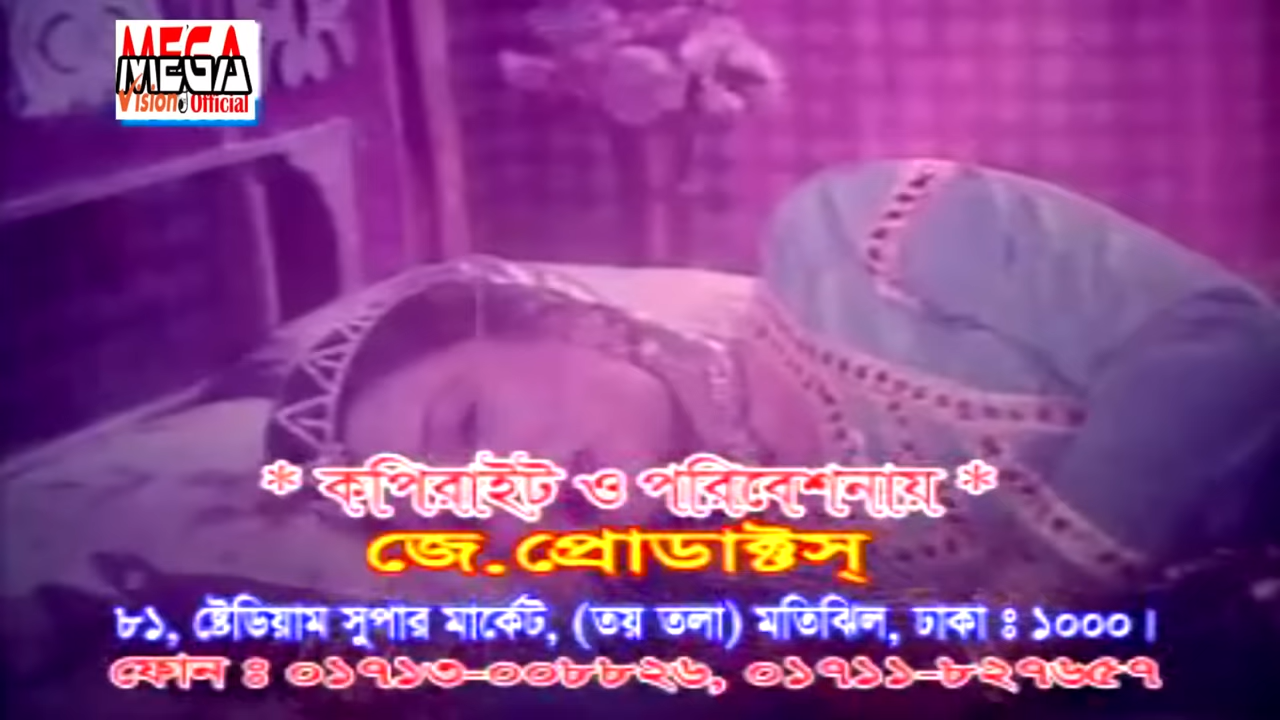 MEGA
MEGA
Vision Official
* কপিরাইট ও পরিবেশনায় *
জে.প্রোডাক্টস্
৮১, ষ্টেডিয়াম সুপার মার্কেট, (৩য় তলা) মতিঝিল, ঢাকা ঃ ১০০০।
ফোন ঃ ০১৭১৩-০০৮৮২৬, ০১৭১১-৮২৭৬৫৭